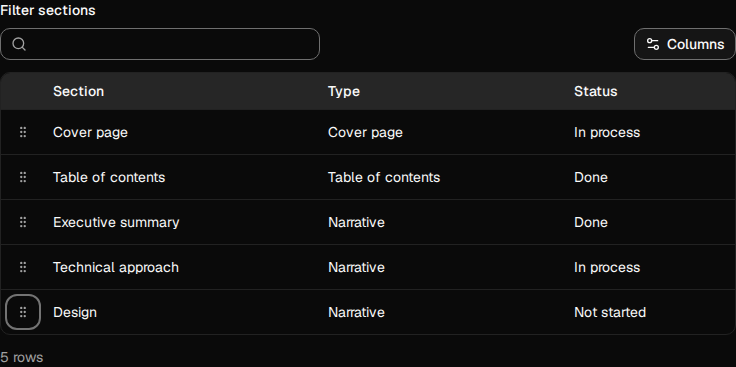 Filter sections
Columns
Section Type Status
Cover page Cover page In process
Table of contents Table of contents Done
Executive summary Narrative Done
Technical approach Narrative In process
Design Narrative Not started
5 rows